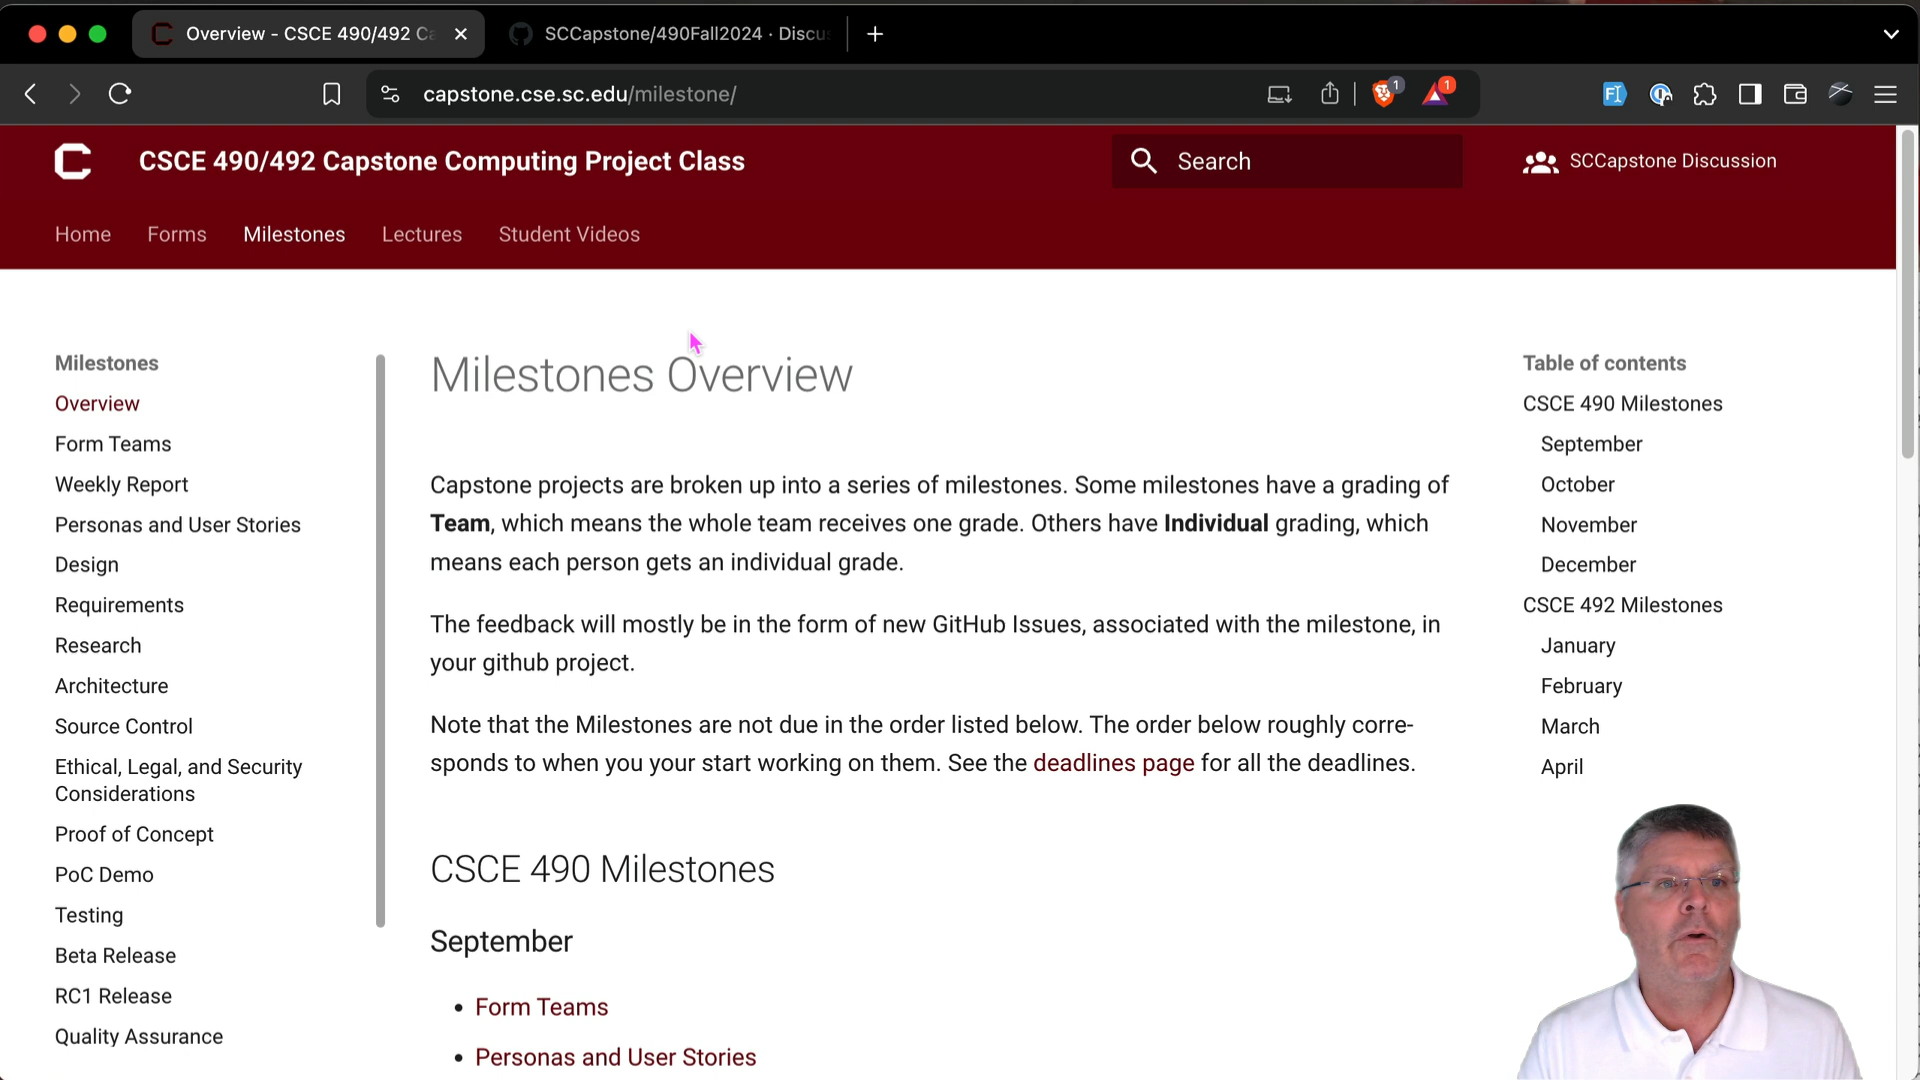 Overview - CSCE 490/492 Ca
SCCapstone/490Fall2024 · Discu
capstone.cse.sc.edu/milestone/
1
1
CSCE 490/492 Capstone Computing Project Class
Search
SCCapstone Discussion
Home
Forms
Milestones
Lectures
Student Videos
Milestones
Overview
Form Teams
Weekly Report
Personas and User Stories
Design
Requirements
Research
Architecture
Source Control
Ethical, Legal, and Security
Considerations
Proof of Concept
PoC Demo
Testing
Beta Release
RC1 Release
Quality Assurance
Milestones Overview
Capstone projects are broken up into a series of milestones. Some milestones have a grading of
Team, which means the whole team receives one grade. Others have Individual grading, which
means each person gets an individual grade.
The feedback will mostly be in the form of new GitHub Issues, associated with the milestone, in
your github project.
Note that the Milestones are not due in the order listed below. The order below roughly corre-
sponds to when you your start working on them. See the deadlines page for all the deadlines.
CSCE 490 Milestones
September
• Form Teams
• Personas and User Stories
Table of contents
CSCE 490 Milestones
September
October
November
December
CSCE 492 Milestones
January
February
March
April